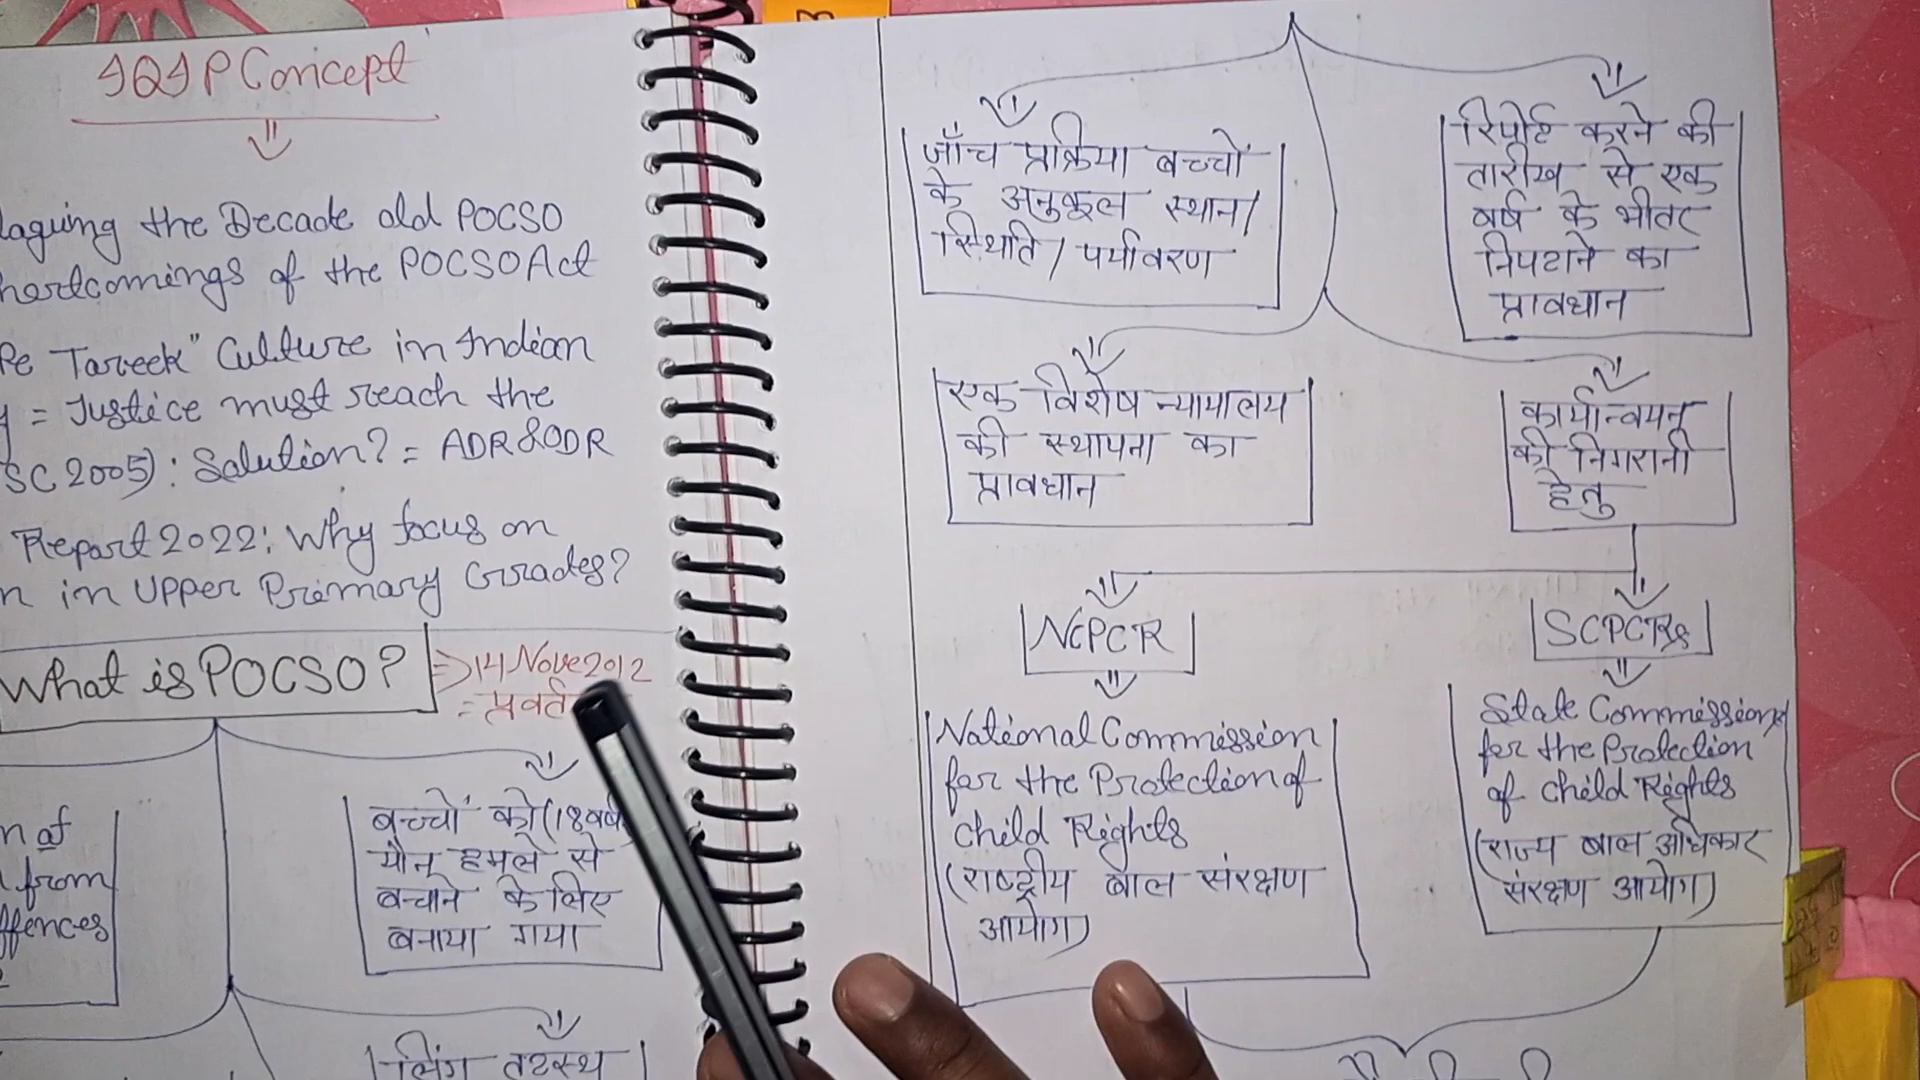 IQIP Concept
laguing the Decade old POCSO
hortcomings of the POCSO Act
Pe Tareek" Culture in Indian
y = Justice must reach the
SC 2005): Solution? = ADR & ODR
Report 2022: Why focus on
n in Upper Primary Grades?
What is POCSO?
=> 14 Nove 2012
=
n of
from
ffences
बच्चों को (18 वर्ष
यौन हमले से
बचाने के लिए
बनाया गया
लिंग तटस्थ
जाँच प्रक्रिया बच्चों
के अनुकूल स्थान/
स्थिति / पर्यावरण
रिपोर्ट करने की
तारीख से एक
वर्ष के भीतर
निपटाने का
प्रावधान
एक विशेष न्यायालय
की स्थापना का
प्रावधान
कार्यान्वयन
की निगरानी
हेतु
NCPCR
SCPCRs
National Commission
for the Protection of
Child Rights
(राष्ट्रीय बाल संरक्षण
आयोग)
State Commissions
for the Protection
of Child Rights
(राज्य बाल अधिकार
संरक्षण आयोग)